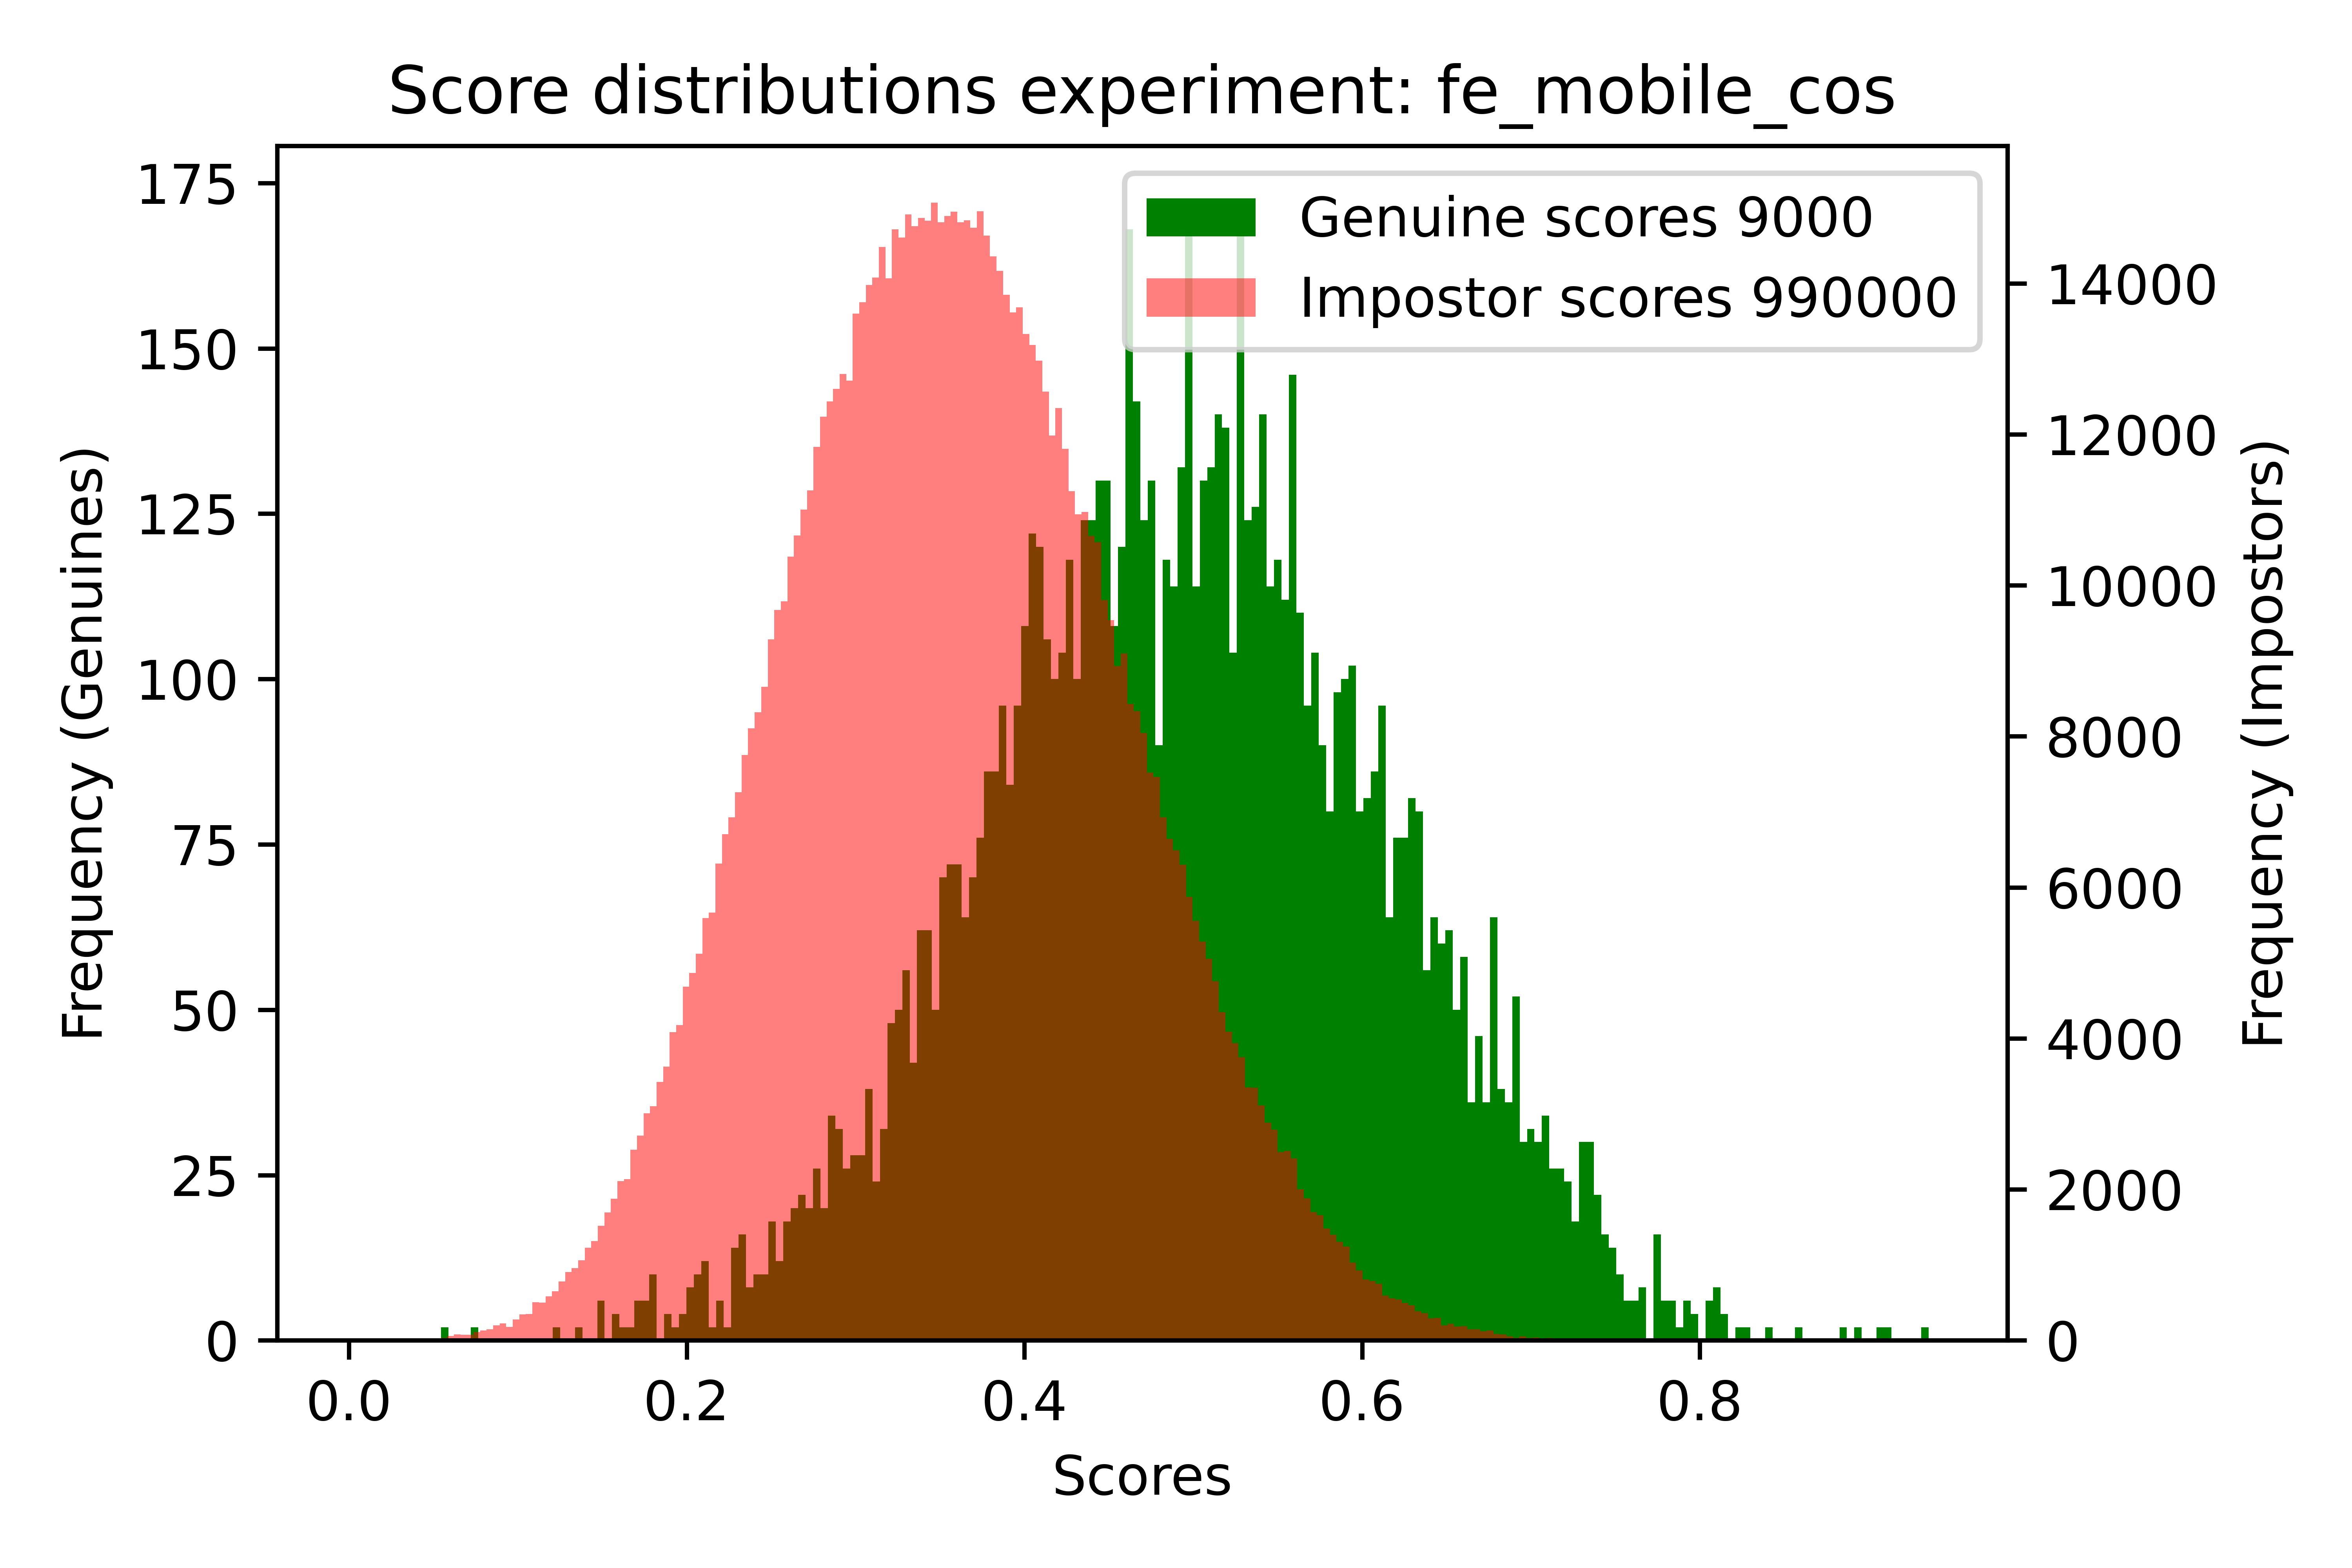 Score distributions experiment: fe_mobile_cos
Genuine scores 9000
Impostor scores 990000
Frequency (Genuines)
175
150
125
100
75
50
25
0
14000
12000
10000
8000
6000
4000
2000
0
Frequency (Impostors)
0.0 0.2 0.4 0.6 0.8
Scores